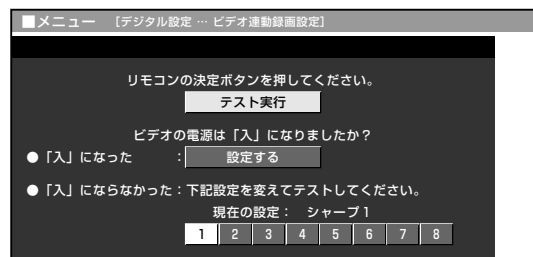 ■メニュー [デジタル設定 … ビデオ連動録画設定]
リモコンの決定ボタンを押してください。
テスト実行
ビデオの電源は「入」になりましたか？
●「入」になった ： 設定する
●「入」にならなかった：下記設定を変えてテストしてください。
現在の設定： シャープ1
1 2 3 4 5 6 7 8